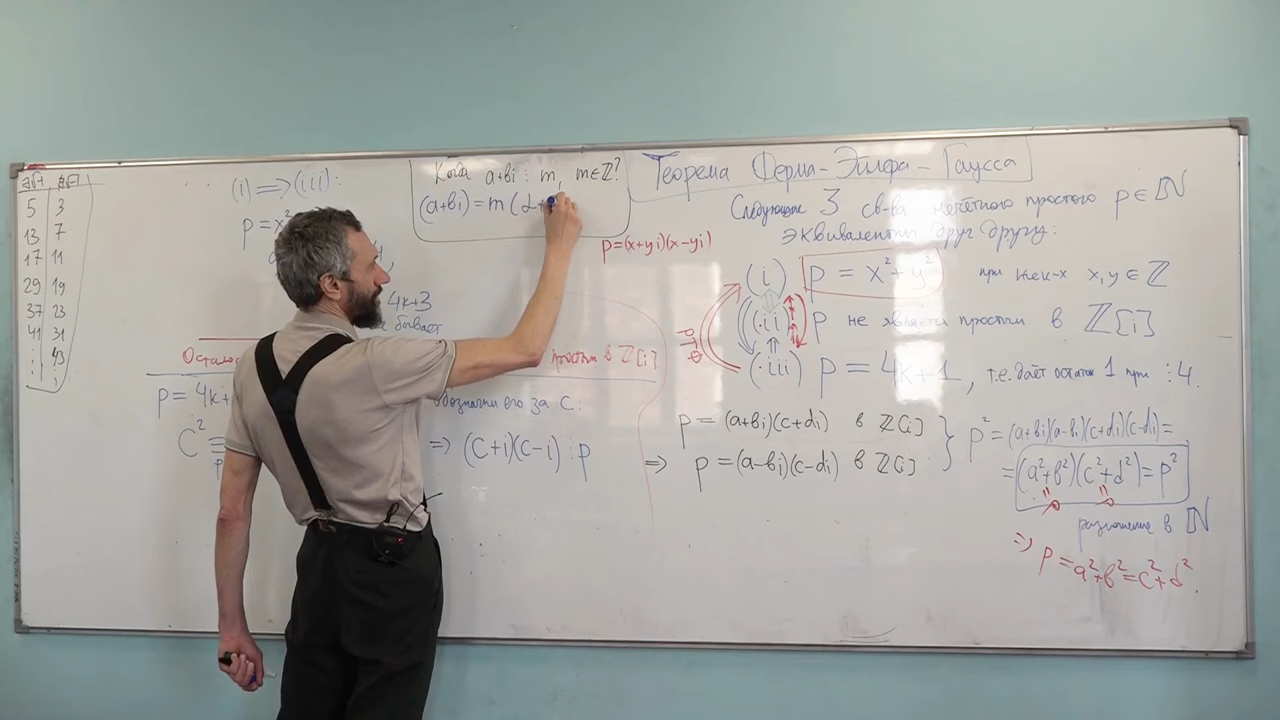 5 3
13 7
17 11
29 19
37 23
41 31
43
(i) ⟹ (iii):
p = x²
4k+3
бывает
простым в ℤ[i]
p = 4k+
обозначим его за c:
c² ≡
⇒ (c+i)(c-i) ⋮ p
Когда a+bi ⋮ m, m∈ℤ?
(a+bi) = m(α+
p=(x+yi)(x-yi)
Теорема Ферма-Эйлера-Гаусса
Следующие 3 св-ва нечётного простого p ∈ ℕ
эквивалентны друг другу:
(i) p = x²+y² при нек-х x,y ∈ ℤ
(ii) p не является простым в ℤ[i]
(iii) p = 4k+1, т.е. даёт остаток 1 при :4.
p = (a+bi)(c+di) в ℤ[i]
⇒ p = (a-bi)(c-di) в ℤ[i]
p² = (a+bi)(a-bi)(c+di)(c-di) =
= (a²+b²)(c²+d²) = p²
p p
разложение в ℕ
⇒ p = a²+b² = c²+d².